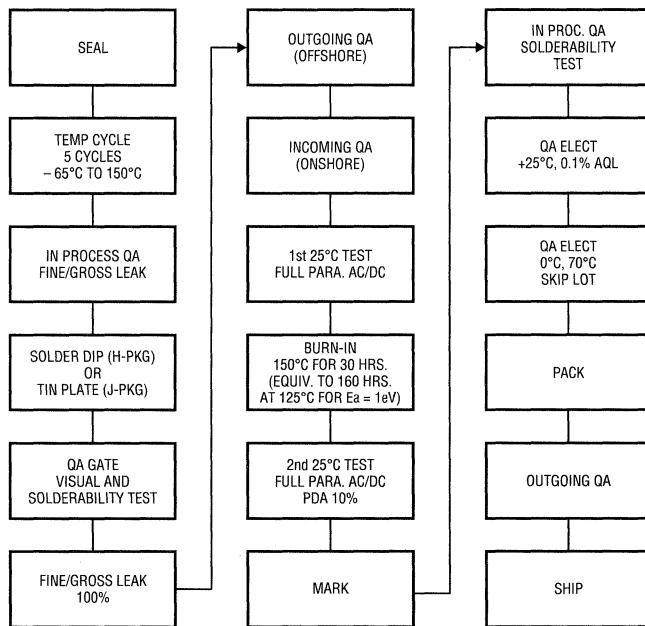 SEAL
TEMP CYCLE
5 CYCLES
– 65°C TO 150°C
IN PROCESS QA
FINE/GROSS LEAK
SOLDER DIP (H-PKG)
OR
TIN PLATE (J-PKG)
QA GATE
VISUAL AND
SOLDERABILITY TEST
FINE/GROSS LEAK
100%
OUTGOING QA
(OFFSHORE)
INCOMING QA
(ONSHORE)
1st 25°C TEST
FULL PARA. AC/DC
BURN-IN
150°C FOR 30 HRS.
(EQUIV. TO 160 HRS.
AT 125°C FOR Ea = 1eV)
2nd 25°C TEST
FULL PARA. AC/DC
PDA 10%
MARK
IN PROC. QA
SOLDERABILITY
TEST
QA ELECT
+25°C, 0.1% AQL
QA ELECT
0°C, 70°C
SKIP LOT
PACK
OUTGOING QA
SHIP